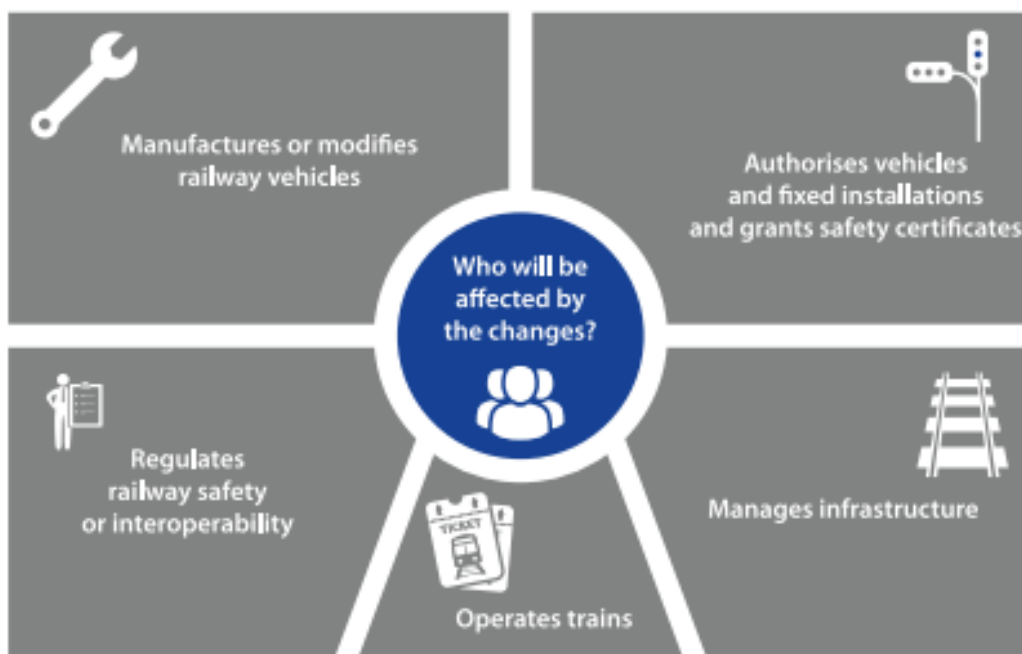 Manufactures or modifies
railway vehicles
Authorises vehicles
and fixed installations
and grants safety certificates
Who will be
affected by
the changes?
Regulates
railway safety
or interoperability
TICKET
Operates trains
Manages infrastructure